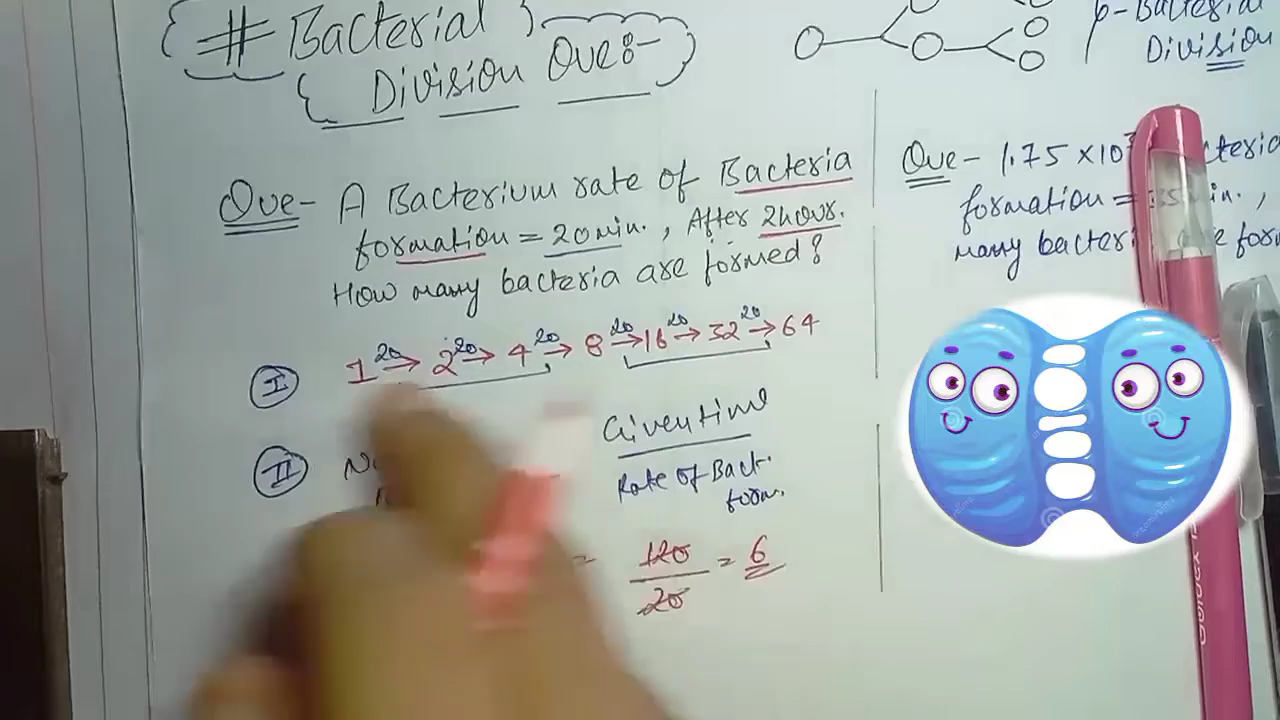 # Bacterial
Division Que:-
β-Bacterial
Division
Que- A Bacterium rate of Bacteria
formation = 20 min. , After 2 hour.
How many bacteria are formed?
I
1 20→ 2 20→ 4 20→ 8 20→ 16 20→ 32 20→ 64
II
Given time
Rate of Bact.
form.
= 120/20 = 6
Que- 1.75 × 10
formation =
many